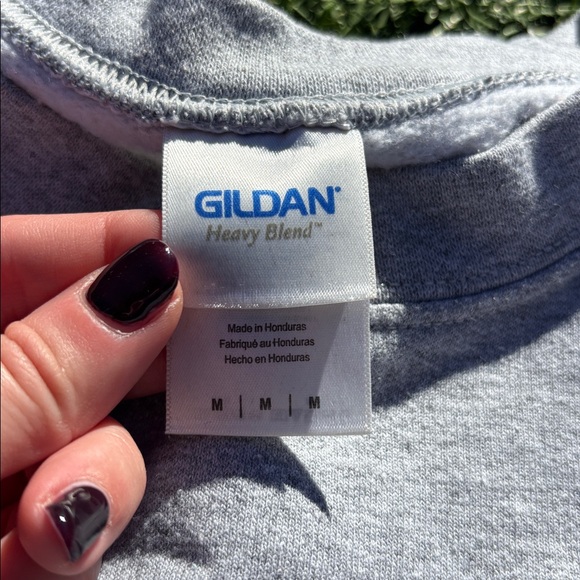 GILDAN
Heavy Blend™
Made in Honduras
Fabriqué au Honduras
Hecho en Honduras
M | M | M